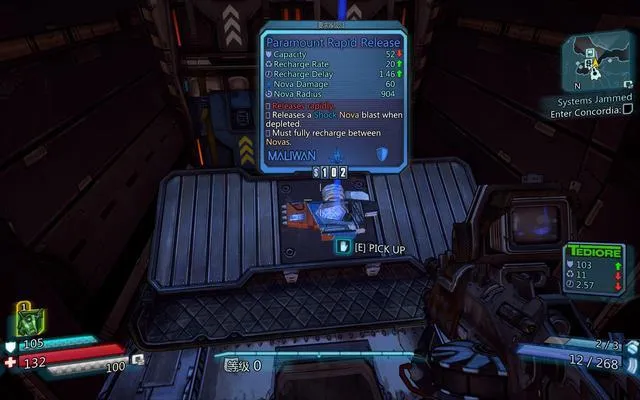 Paramount Rapid Release
Capacity 52
Recharge Rate 20
Recharge Delay 1.46
Nova Damage 60
Nova Radius 904
Releases rapidly.
Releases a Shock Nova blast when
depleted.
Must fully recharge between
Novas.
MALIWAN
$102
[E] PICK UP
N
Systems Jammed
Enter Concordia:
TEDIORE
103
11
2.57
1
105
132
100
等级 0
2 / 3
12 / 268